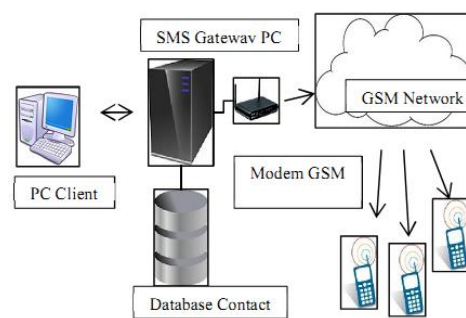 SMS Gatewav PC
GSM Network
Modem GSM
PC Client
Database Contact